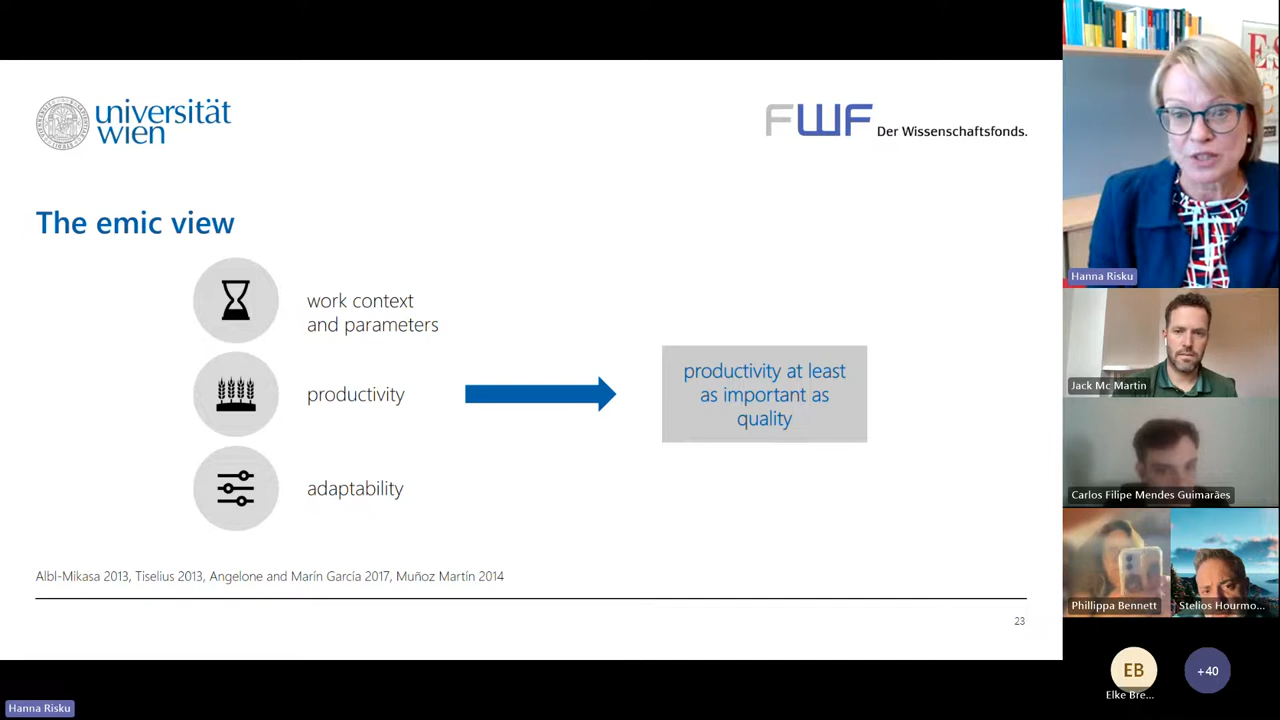 universität
wien
FWF Der Wissenschaftsfonds.
The emic view
work context
and parameters
productivity
adaptability
productivity at least
as important as
quality
Albl-Mikasa 2013, Tiselius 2013, Angelone and Marín García 2017, Muñoz Martín 2014
23
Hanna Risku
Jack Mc Martin
Carlos Filipe Mendes Guimarães
Phillippa Bennett
Stelios Hourmo...
EB
Elke Bre...
+40
Hanna Risku